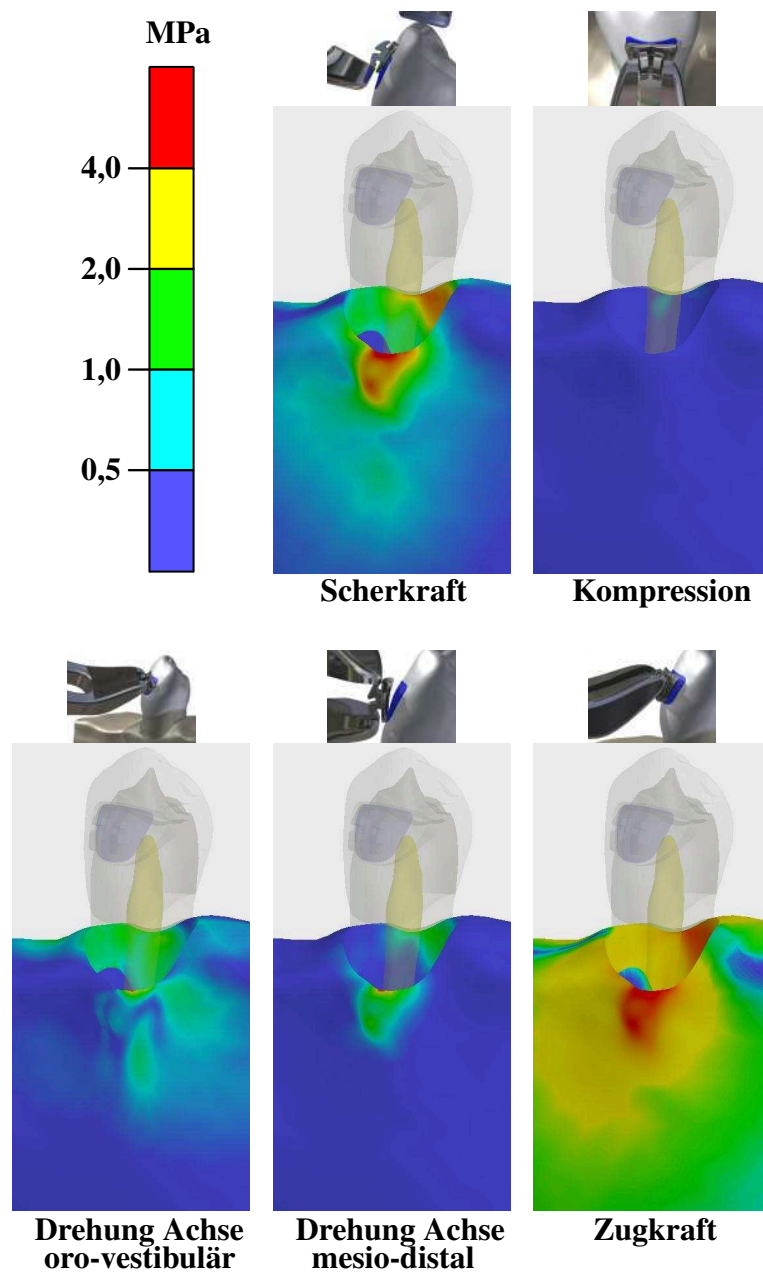 MPa
4,0
2,0
1,0
0,5
Scherkraft
Kompression
Drehung Achse
oro-vestibulär
Drehung Achse
mesio-distal
Zugkraft